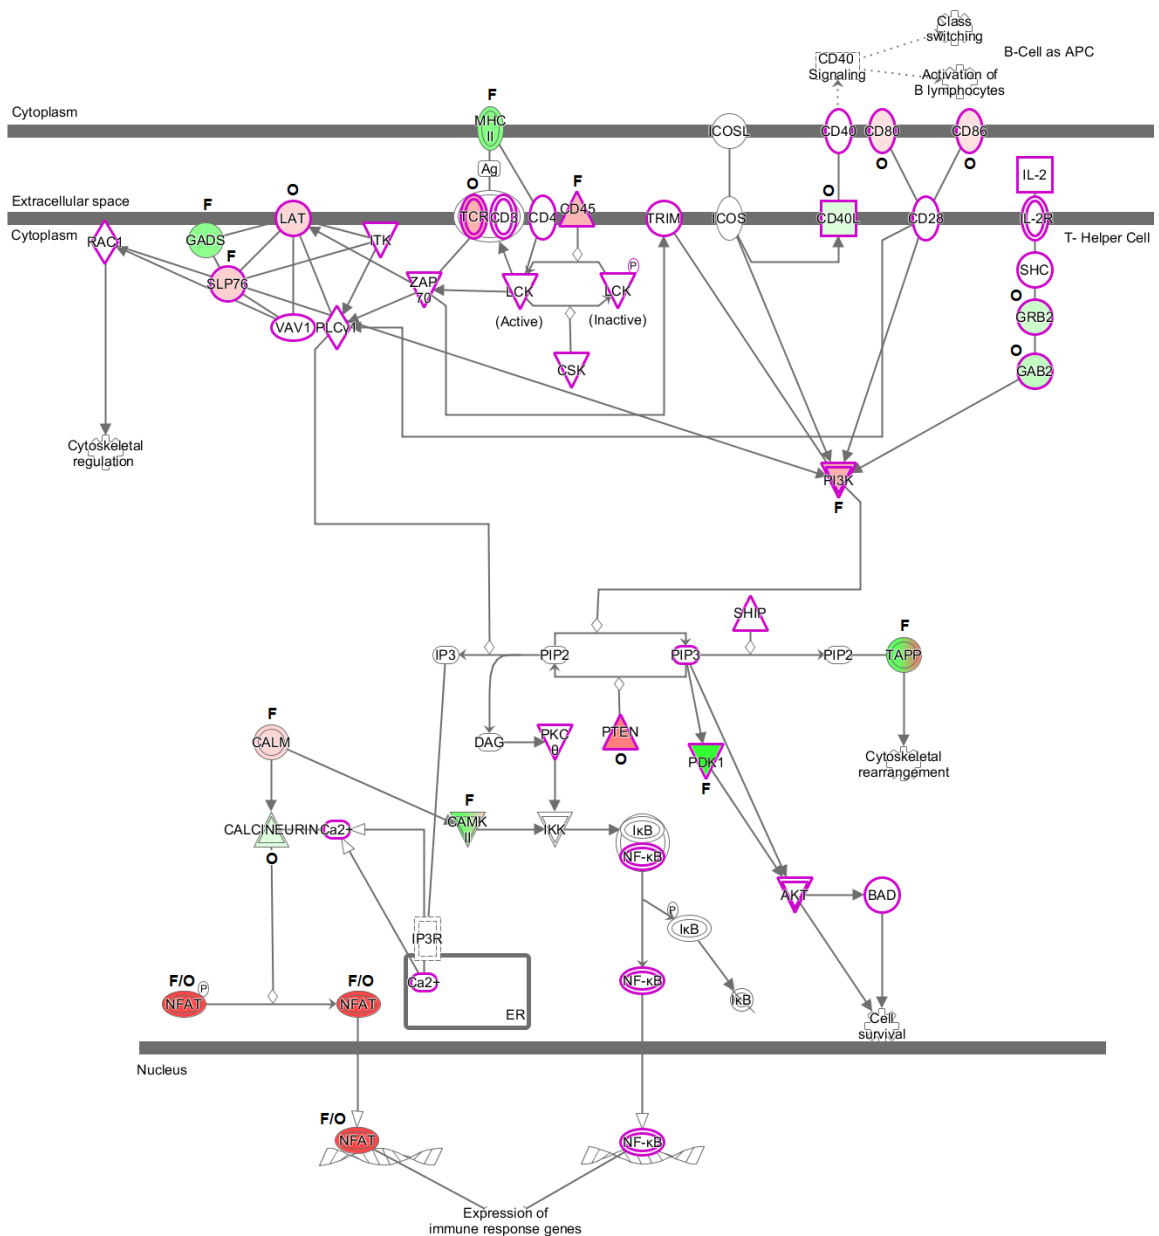 Class
switching
B-Cell as APC
CD40
Signaling
Activation of
B lymphocytes
F
Cytoplasm
MHC
II
ICOSL
CD40
CD80
CD86
O
O
Ag
IL-2
F
O
O
F
O
Extracellular space
LAT
TCR
CD3
CD4
CD45
TRIM
ICOS
CD40L
CD28
IL-2R
Cytoplasm
T- Helper Cell
RAC1
GADS
ITK
F
SLP76
ZAP
70
LCK
P
LCK
SHC
O
GRB2
(Active)
(Inactive)
VAV1
PLCγ1
O
GAB2
CSK
Cytoskeletal
regulation
PI3K
F
SHIP
F
IP3
PIP2
PIP3
PIP2
TAPP
F
CALM
DAG
PKC
θ
PTEN
O
PDK1
F
Cytoskeletal
rearrangement
F
CALCINEURIN
Ca2+
CAMK
II
IKK
IκB
NF-κB
O
AKT
BAD
P
IκB
IP3R
F/O
F/O
Ca2+
NF-κB
NFAT
P
NFAT
IκB
ER
Cell
survival
Nucleus
F/O
NFAT
NF-κB
Expression of
immune response genes